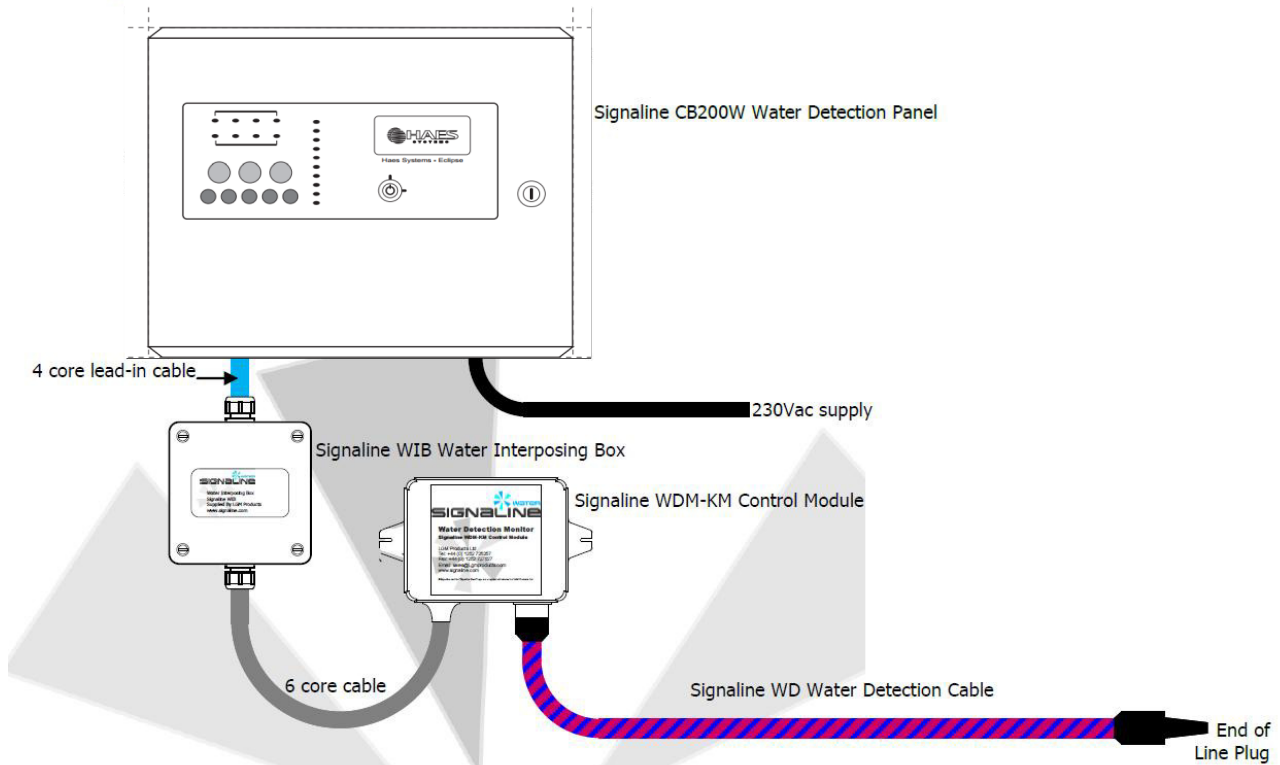 Signaline CB200W Water Detection Panel
HAES
SYSTEMS
Haes Systems - Eclipse
4 core lead-in cable
230Vac supply
Signaline WIB Water Interposing Box
SIGNALINE
Water Interposing Box
Supplied By LGM Products
www.signaline.com
Signaline WDM-KM Control Module
WATER
SIGNALINE
Water Detection Monitor
Signaline WDM-KM Control Module
LGM Products Ltd
www.signaline.com
6 core cable
Signaline WD Water Detection Cable
End of
Line Plug